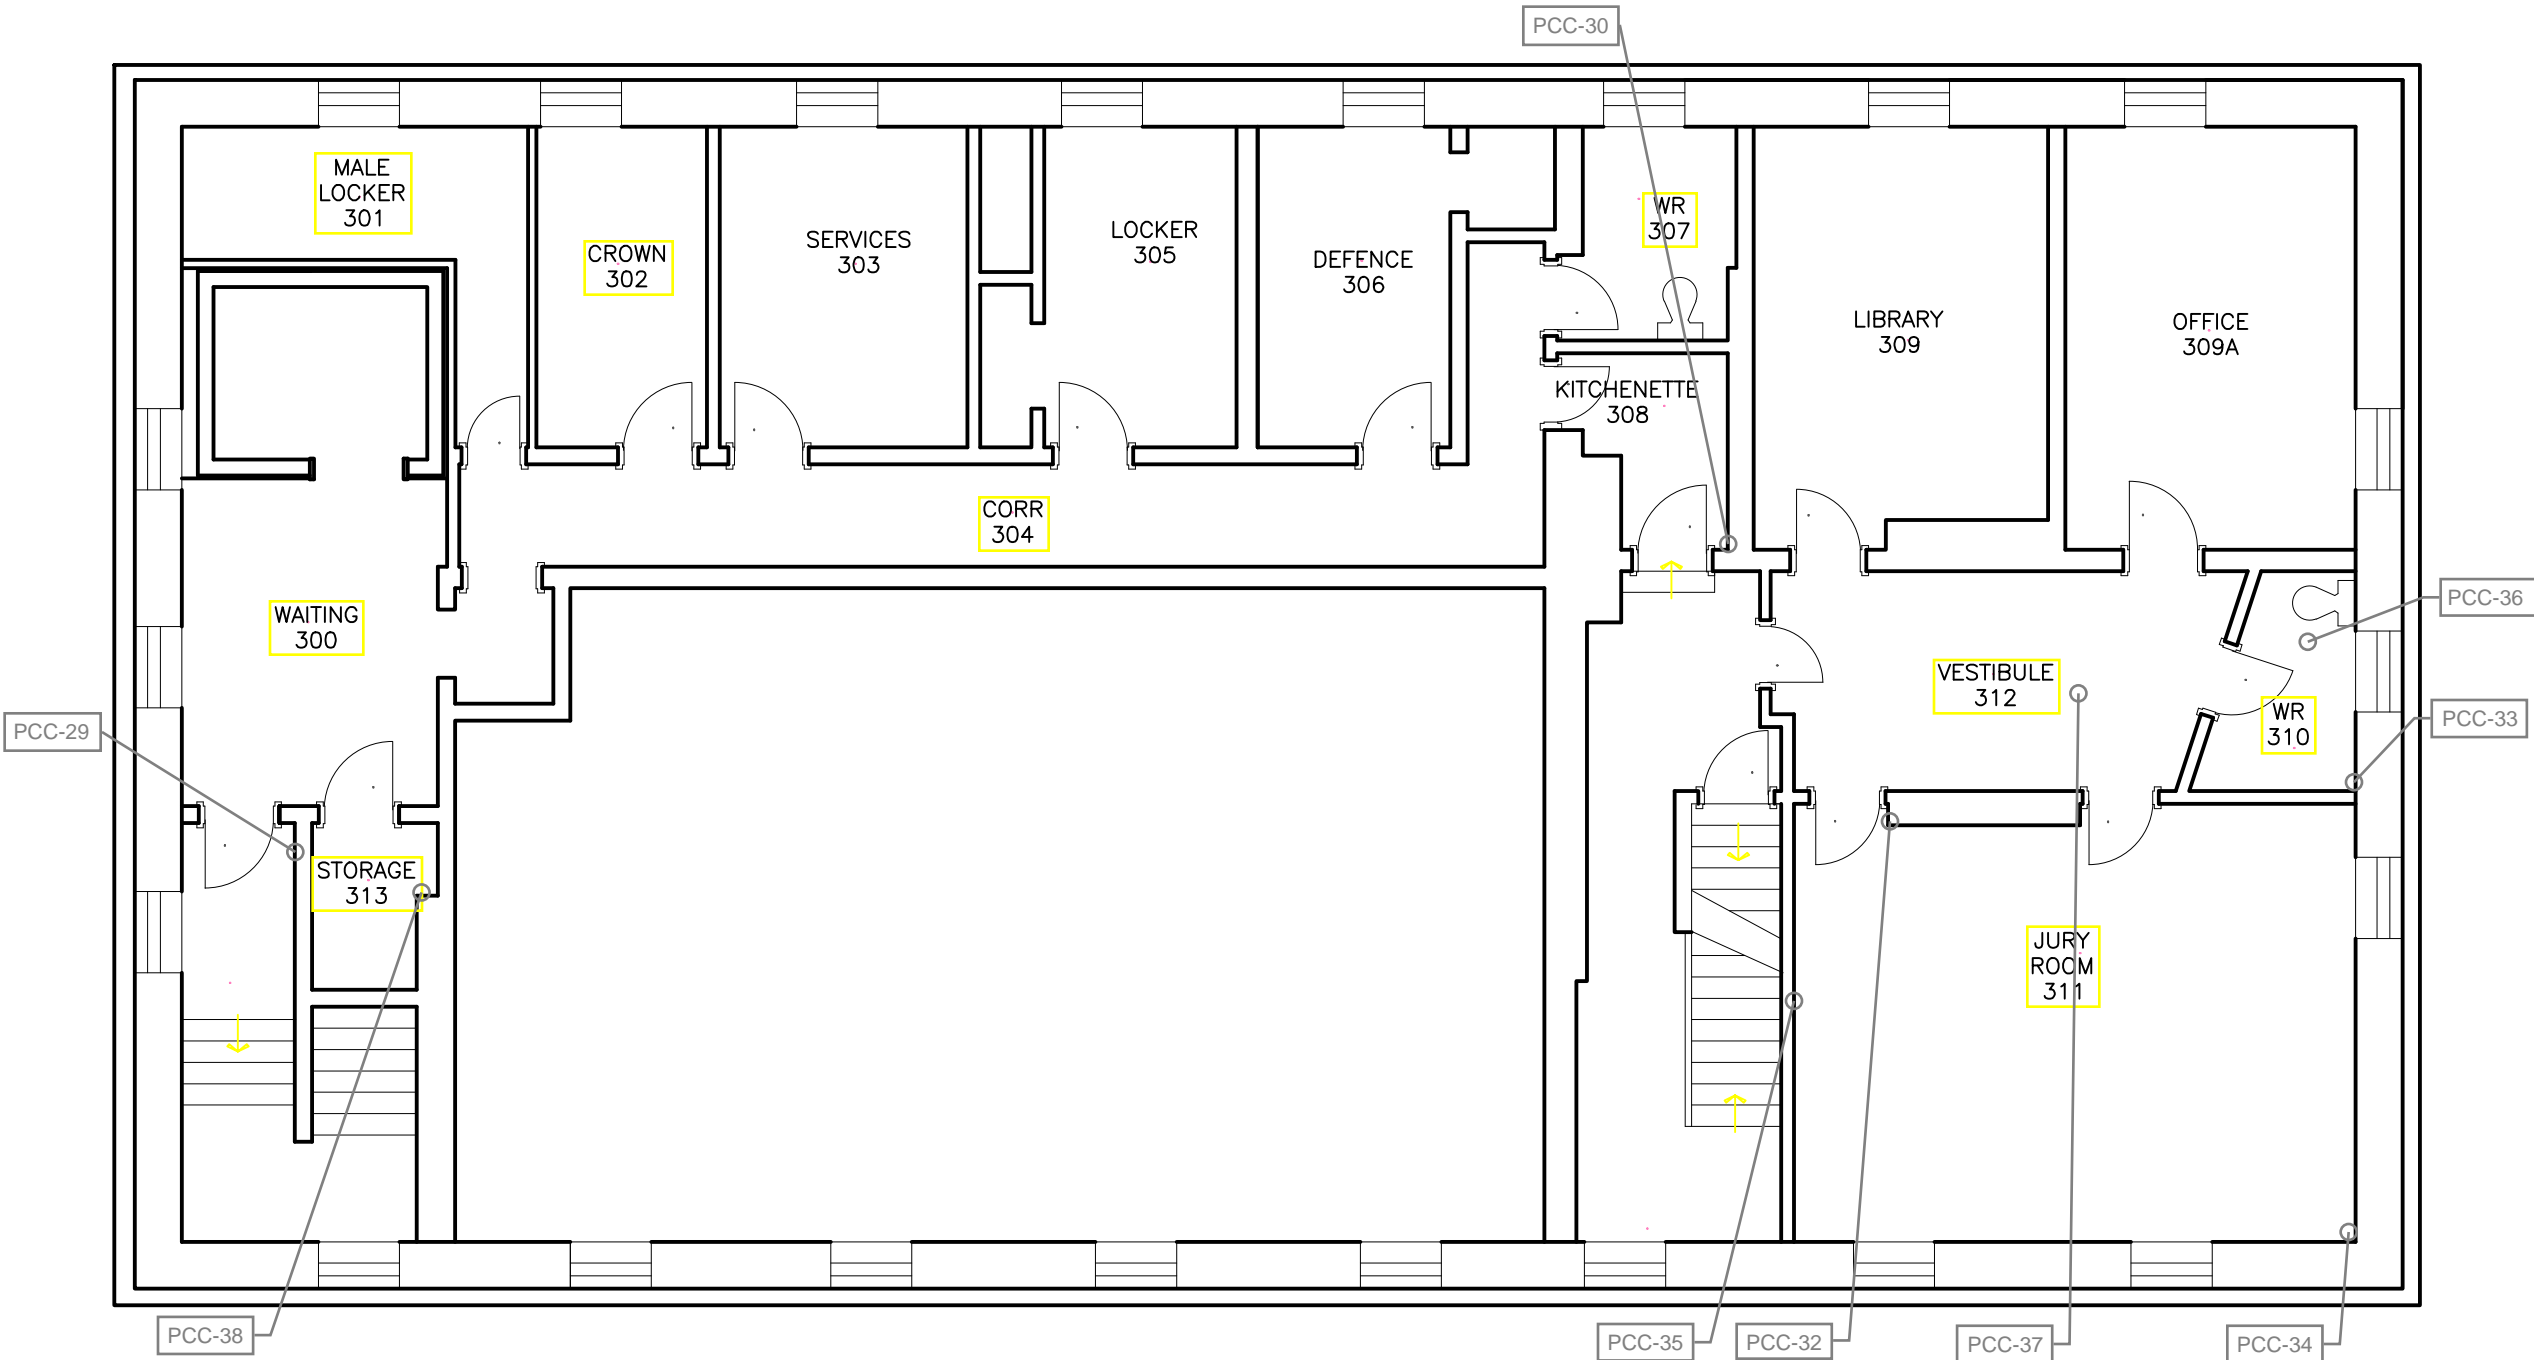 PCC-30
MALE
LOCKER
301
CROWN
302
SERVICES
303
LOCKER
305
DEFENCE
306
WR
307
KITCHENETTE
308
LIBRARY
309
OFFICE
309A
CORR
304
WAITING
300
VESTIBULE
312
WR
310
PCC-36
PCC-33
PCC-29
STORAGE
313
JURY
ROOM
311
PCC-38
PCC-35
PCC-32
PCC-37
PCC-34